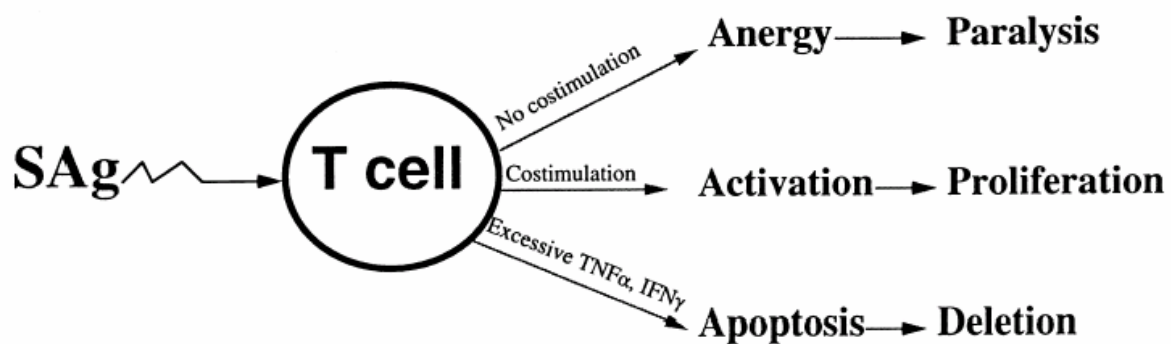 SAg
T cell
No costimulation
Anergy
Paralysis
Costimulation
Activation
Proliferation
Excessive TNFα, IFNγ
Apoptosis
Deletion